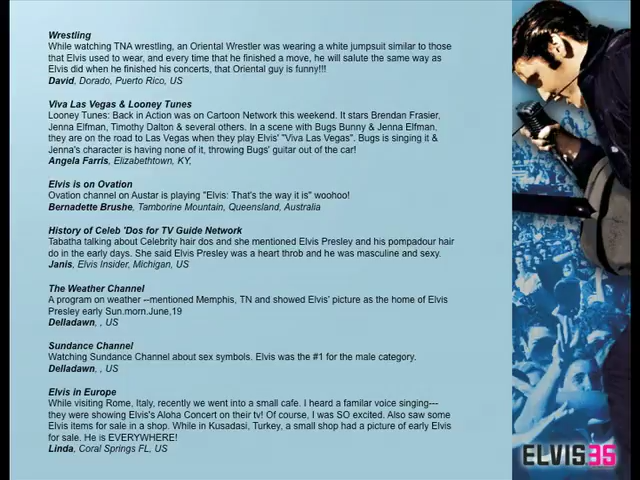 Wrestling
While watching TNA wrestling, an Oriental Wrestler was wearing a white jumpsuit similar to those
that Elvis used to wear, and every time that he finished a move, he will salute the same way as
Elvis did when he finished his concerts, that Oriental guy is funny!!!
David, Dorado, Puerto Rico, US
Viva Las Vegas & Looney Tunes
Looney Tunes: Back in Action was on Cartoon Network this weekend. It stars Brendan Frasier,
Jenna Elfman, Timothy Dalton & several others. In a scene with Bugs Bunny & Jenna Elfman,
they are on the road to Las Vegas when they play Elvis' "Viva Las Vegas". Bugs is singing it &
Jenna's character is having none of it, throwing Bugs' guitar out of the car!
Angela Farris, Elizabethtown, KY,
Elvis is on Ovation
Ovation channel on Austar is playing "Elvis: That's the way it is" woohoo!
Bernadette Brushe, Tamborine Mountain, Queensland, Australia
History of Celeb 'Dos for TV Guide Network
Tabatha talking about Celebrity hair dos and she mentioned Elvis Presley and his pompadour hair
do in the early days. She said Elvis Presley was a heart throb and he was masculine and sexy.
Janis, Elvis Insider, Michigan, US
The Weather Channel
A program on weather --mentioned Memphis, TN and showed Elvis' picture as the home of Elvis
Presley early Sun.morn.June,19
Delladawn, , US
Sundance Channel
Watching Sundance Channel about sex symbols. Elvis was the #1 for the male category.
Delladawn, , US
Elvis in Europe
While visiting Rome, Italy, recently we went into a small cafe. I heard a familar voice singing---
they were showing Elvis's Aloha Concert on their tv! Of course, I was SO excited. Also saw some
Elvis items for sale in a shop. While in Kusadasi, Turkey, a small shop had a picture of early Elvis
for sale. He is EVERYWHERE!
Linda, Coral Springs FL, US
ELVIS 35